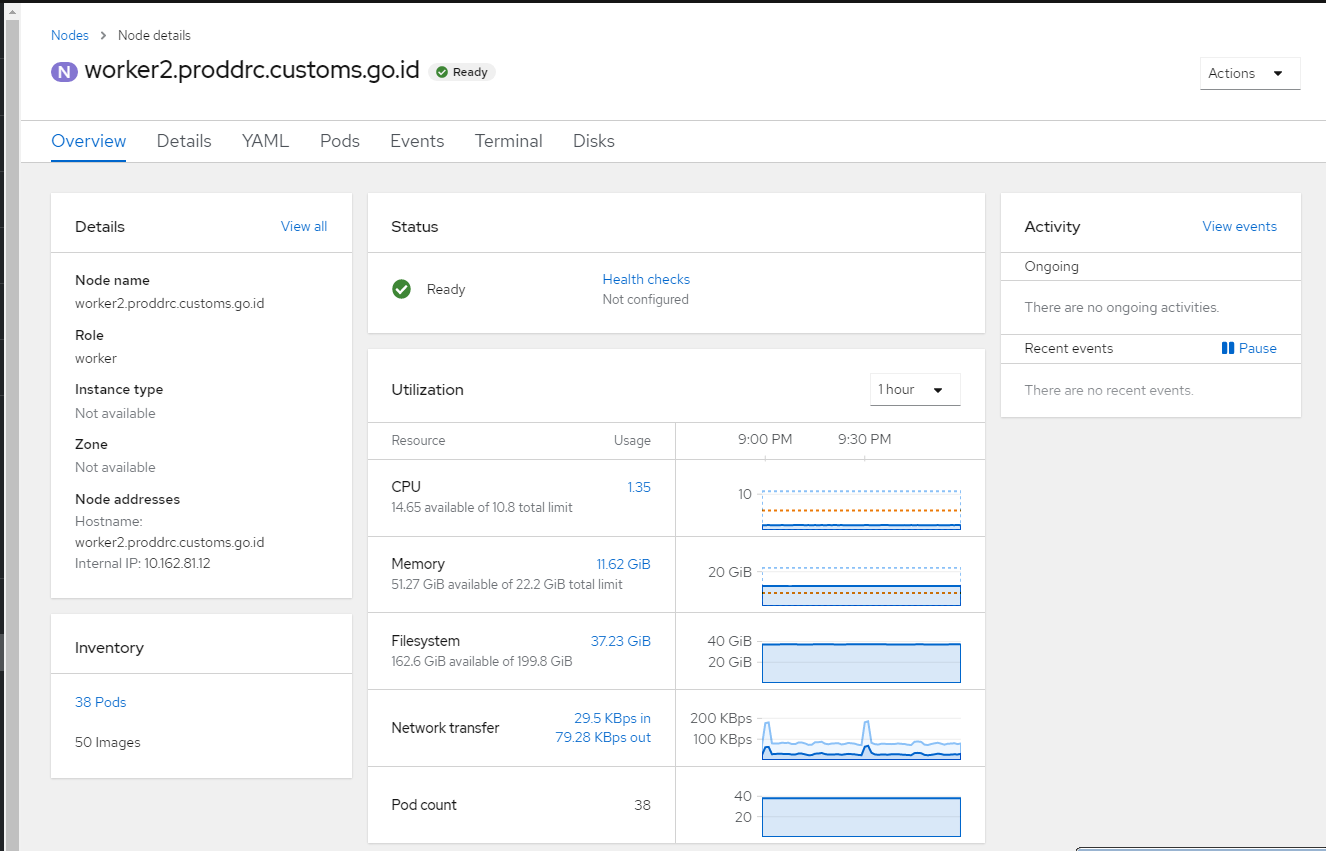 Nodes > Node details
N worker2.proddrc.customs.go.id Ready
Actions
Overview Details YAML Pods Events Terminal Disks
Details View all
Node name
worker2.proddrc.customs.go.id
Role
worker
Instance type
Not available
Zone
Not available
Node addresses
Hostname:
worker2.proddrc.customs.go.id
Internal IP: 10.162.81.12
Inventory
38 Pods
50 Images
Status
Ready
Health checks
Not configured
Utilization
1 hour
Resource Usage 9:00 PM 9:30 PM
CPU 1.35
14.65 available of 10.8 total limit
10
Memory 11.62 GiB
51.27 GiB available of 22.2 GiB total limit
20 GiB
Filesystem 37.23 GiB
162.6 GiB available of 199.8 GiB
40 GiB
20 GiB
Network transfer
29.5 KBps in
79.28 KBps out
200 KBps
100 KBps
Pod count 38
40
20
Activity View events
Ongoing
There are no ongoing activities.
Recent events Pause
There are no recent events.